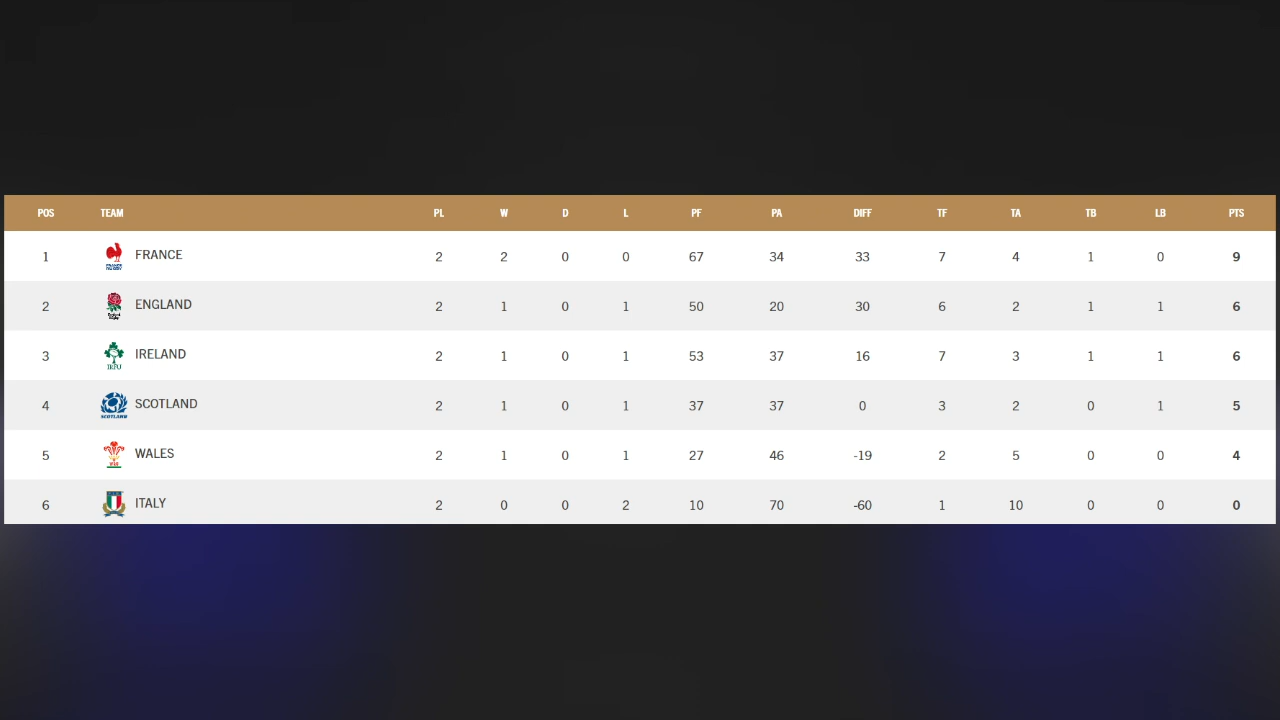 POS TEAM PL W D L PF PA DIFF TF TA TB LB PTS
1 FRANCE 2 2 0 0 67 34 33 7 4 1 0 9
2 ENGLAND 2 1 0 1 50 20 30 6 2 1 1 6
3 IRELAND 2 1 0 1 53 37 16 7 3 1 1 6
IRFU
4 SCOTLAND 2 1 0 1 37 37 0 3 2 0 1 5
SCOTLAND
5 WALES 2 1 0 1 27 46 -19 2 5 0 0 4
6 ITALY 2 0 0 2 10 70 -60 1 10 0 0 0